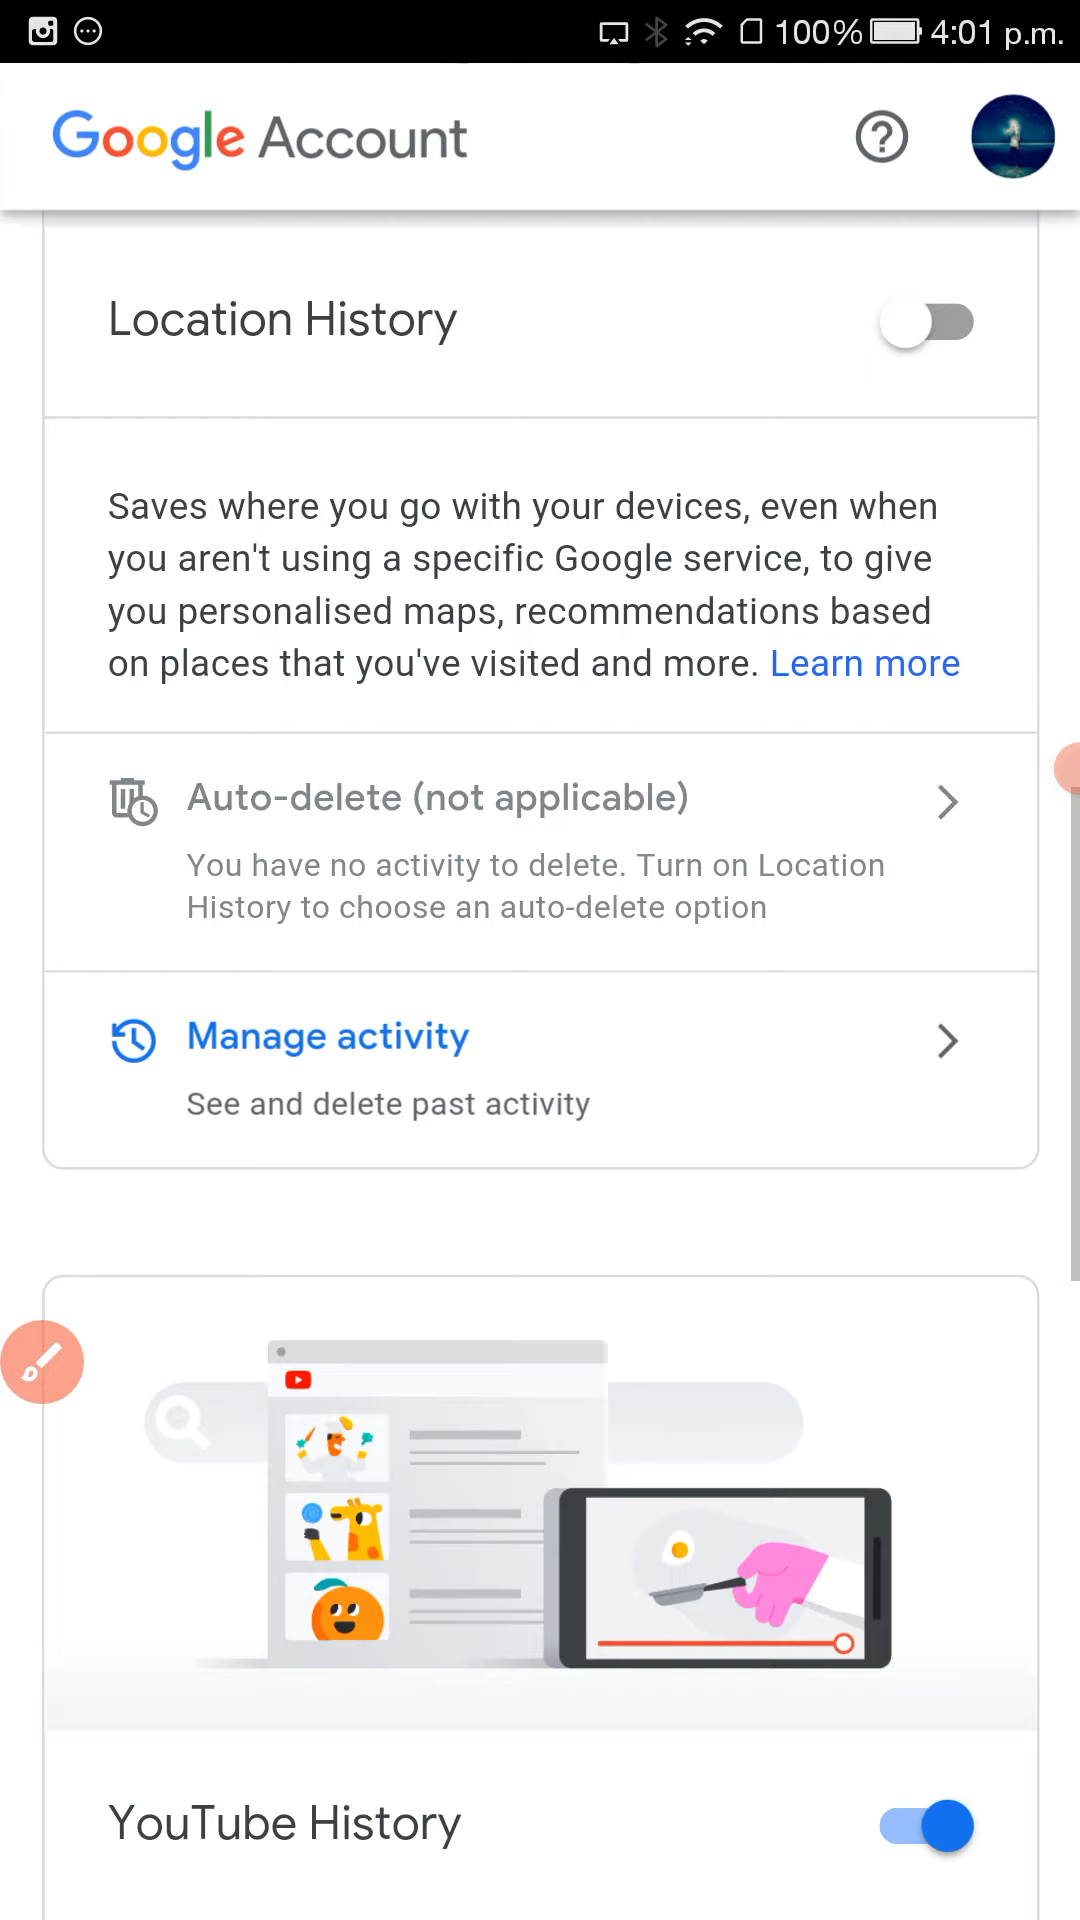 100% 4:01 p.m.
Google Account
Location History
Saves where you go with your devices, even when
you aren't using a specific Google service, to give
you personalised maps, recommendations based
on places that you've visited and more. Learn more
Auto-delete (not applicable)
You have no activity to delete. Turn on Location
History to choose an auto-delete option
Manage activity
See and delete past activity
YouTube History